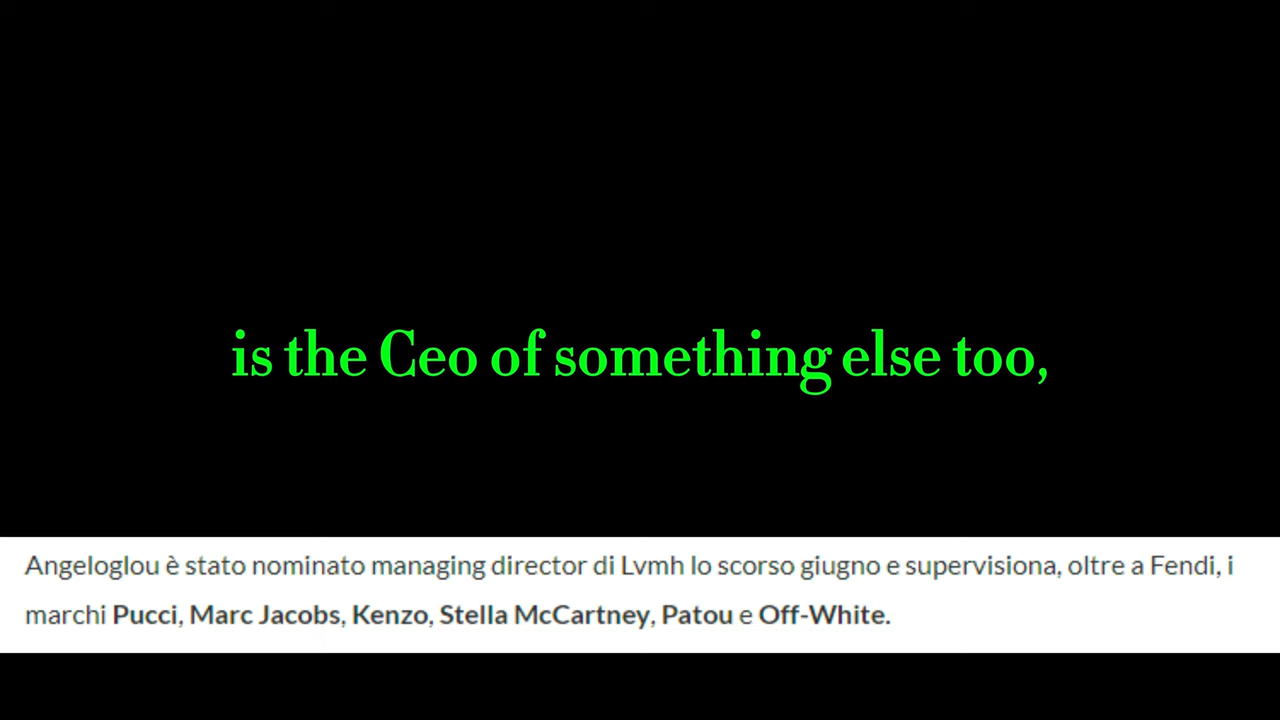 is the Ceo of something else too,
Angeloglou è stato nominato managing director di Lvmh lo scorso giugno e supervisiona, oltre a Fendi, i
marchi Pucci, Marc Jacobs, Kenzo, Stella McCartney, Patou e Off-White.